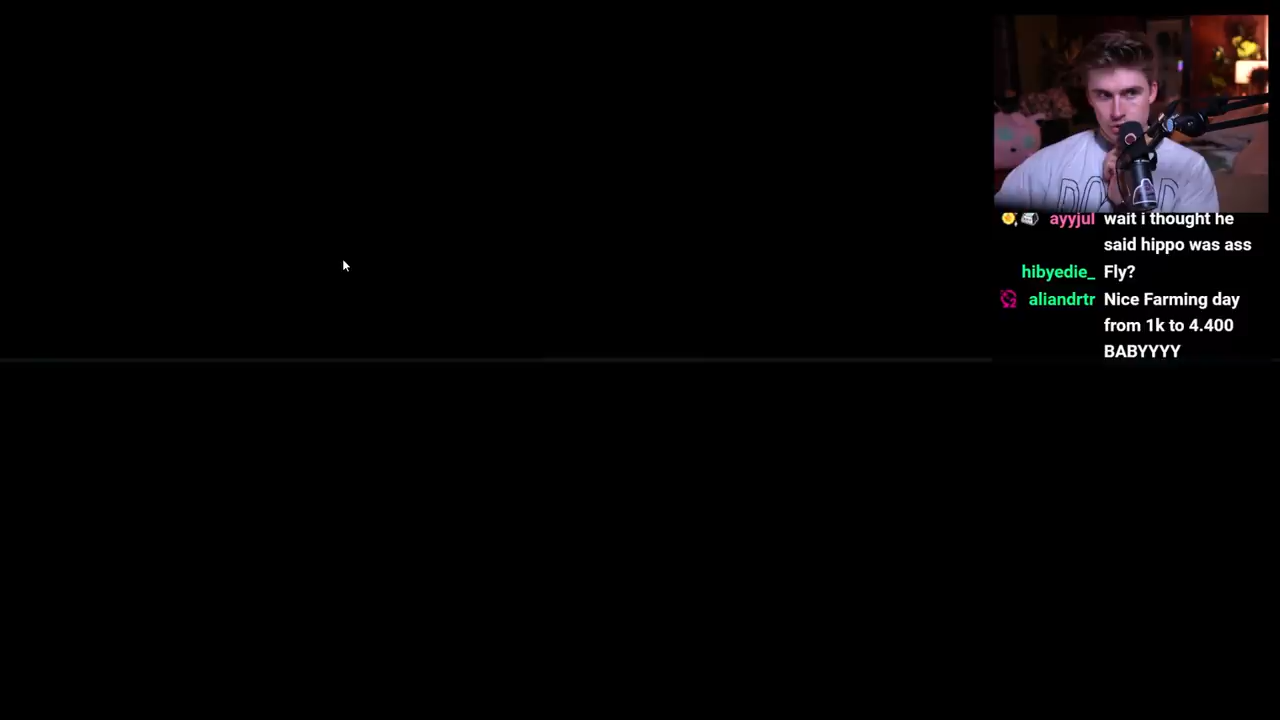 ayyjul wait i thought he
said hippo was ass
hibyedie_ Fly?
aliandrtr Nice Farming day
from 1k to 4.400
BABYYYY